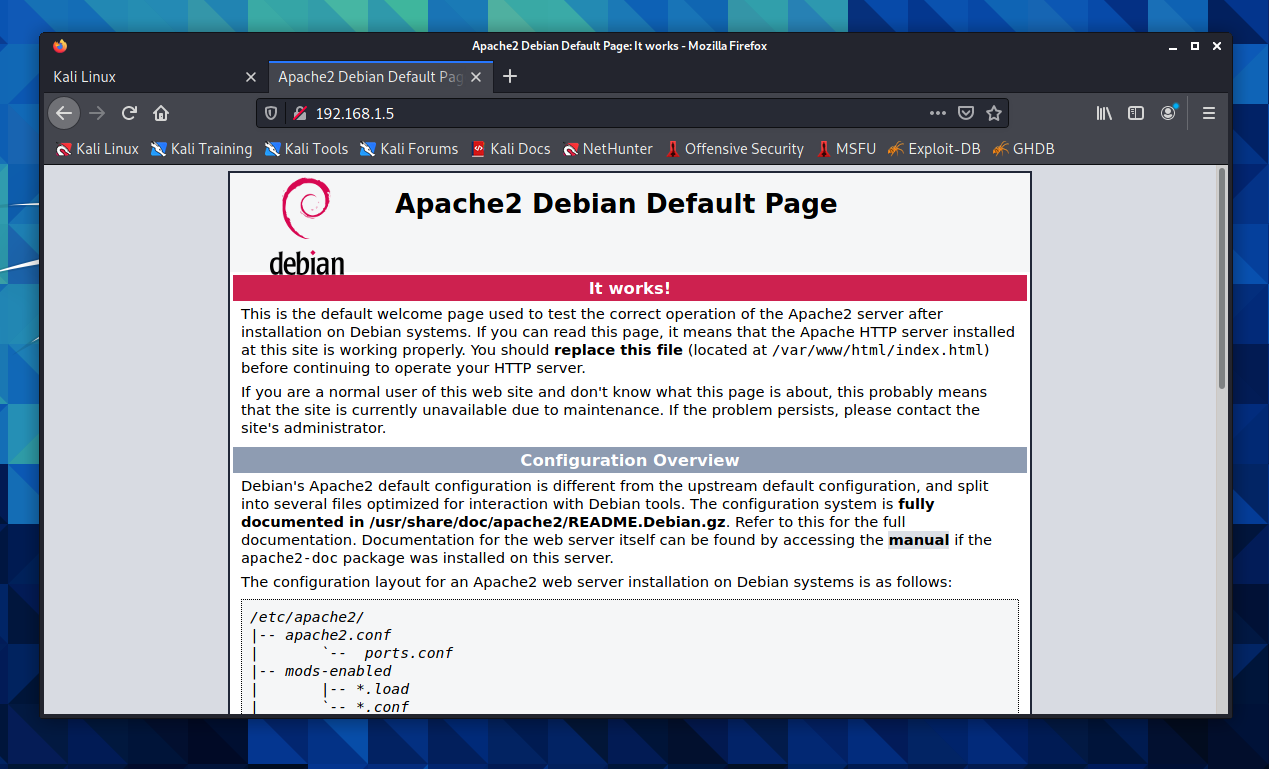 Apache2 Debian Default Page: It works - Mozilla Firefox
Kali Linux
Apache2 Debian Default Pag
192.168.1.5
Kali Linux Kali Training Kali Tools Kali Forums Kali Docs NetHunter Offensive Security MSFU Exploit-DB GHDB
debian
Apache2 Debian Default Page
It works!
This is the default welcome page used to test the correct operation of the Apache2 server after
installation on Debian systems. If you can read this page, it means that the Apache HTTP server installed
at this site is working properly. You should replace this file (located at /var/www/html/index.html)
before continuing to operate your HTTP server.
If you are a normal user of this web site and don't know what this page is about, this probably means
that the site is currently unavailable due to maintenance. If the problem persists, please contact the
site's administrator.
Configuration Overview
Debian's Apache2 default configuration is different from the upstream default configuration, and split
into several files optimized for interaction with Debian tools. The configuration system is fully
documented in /usr/share/doc/apache2/README.Debian.gz. Refer to this for the full
documentation. Documentation for the web server itself can be found by accessing the manual if the
apache2-doc package was installed on this server.
The configuration layout for an Apache2 web server installation on Debian systems is as follows:
/etc/apache2/
|-- apache2.conf
|       `--  ports.conf
|-- mods-enabled
|       |-- *.load
|       `-- *.conf